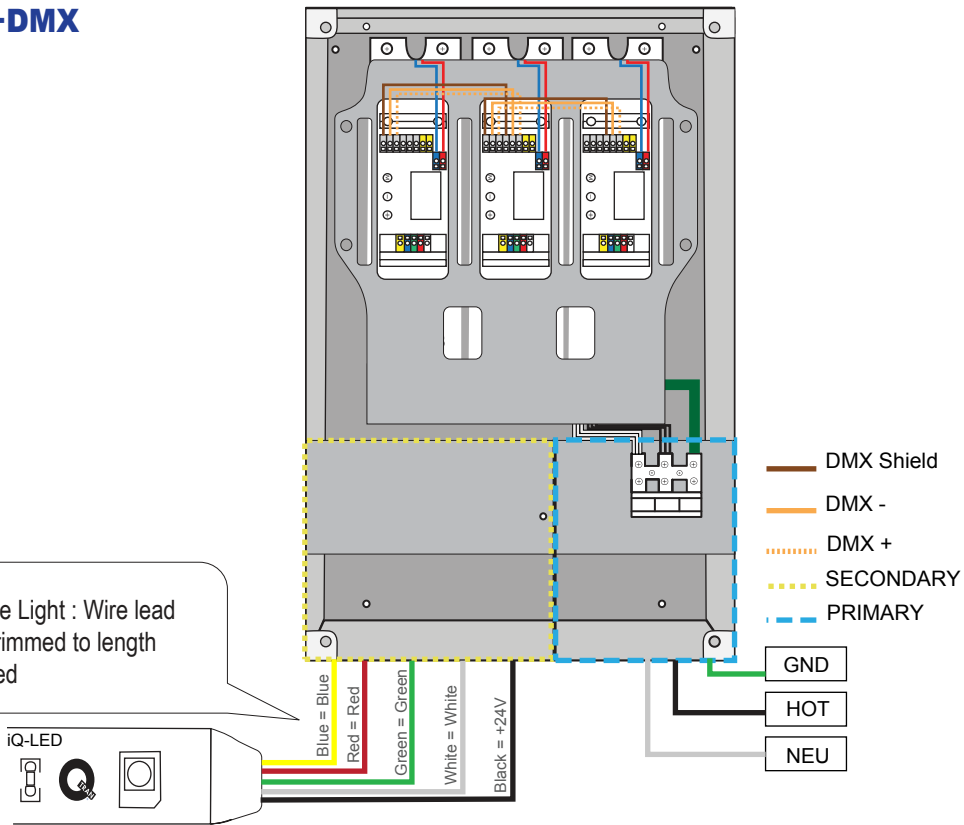 -DMX
DMX Shield
DMX -
DMX +
SECONDARY
PRIMARY
GND
HOT
NEU
e Light : Wire lead
rimmed to length
ed
Blue = Blue
Red = Red
Green = Green
White = White
Black = +24V
iQ-LED
Q